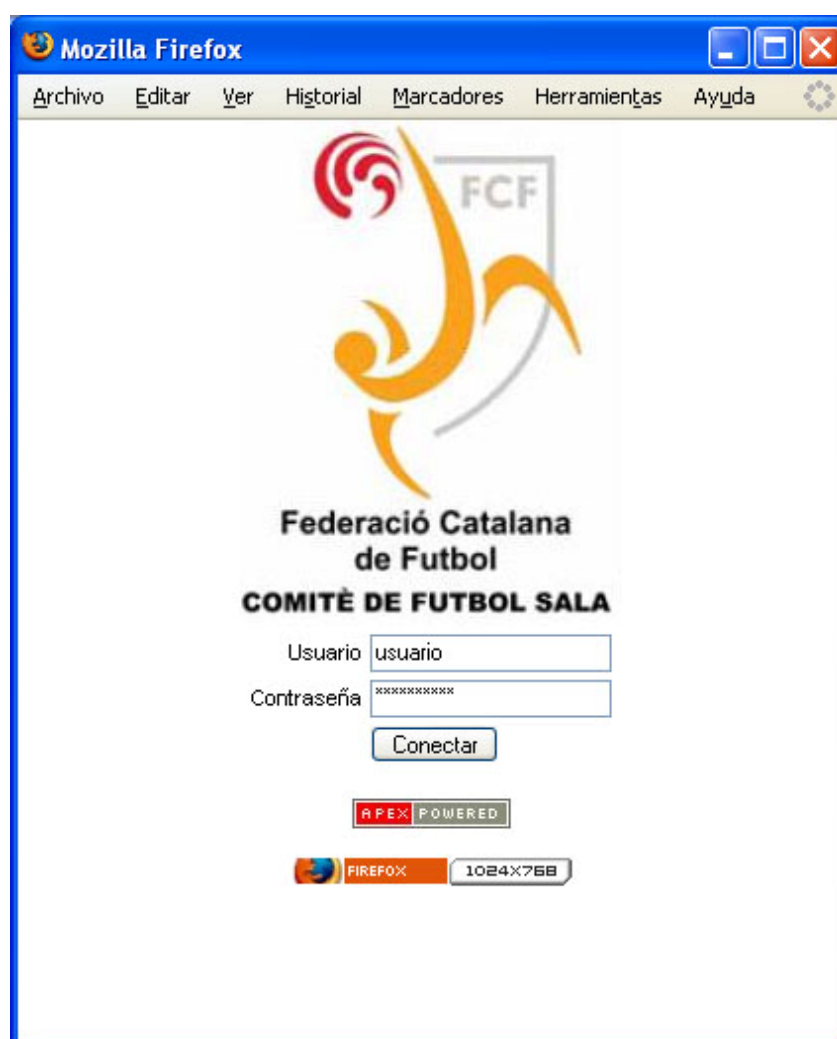 Mozilla Firefox
Archivo Editar Ver Historial Marcadores Herramientas Ayuda
FCF
Federació Catalana
de Futbol
COMITÈ DE FUTBOL SALA
Usuario usuario
Contraseña **********
Conectar
APEX POWERED
FIREFOX 1024X768